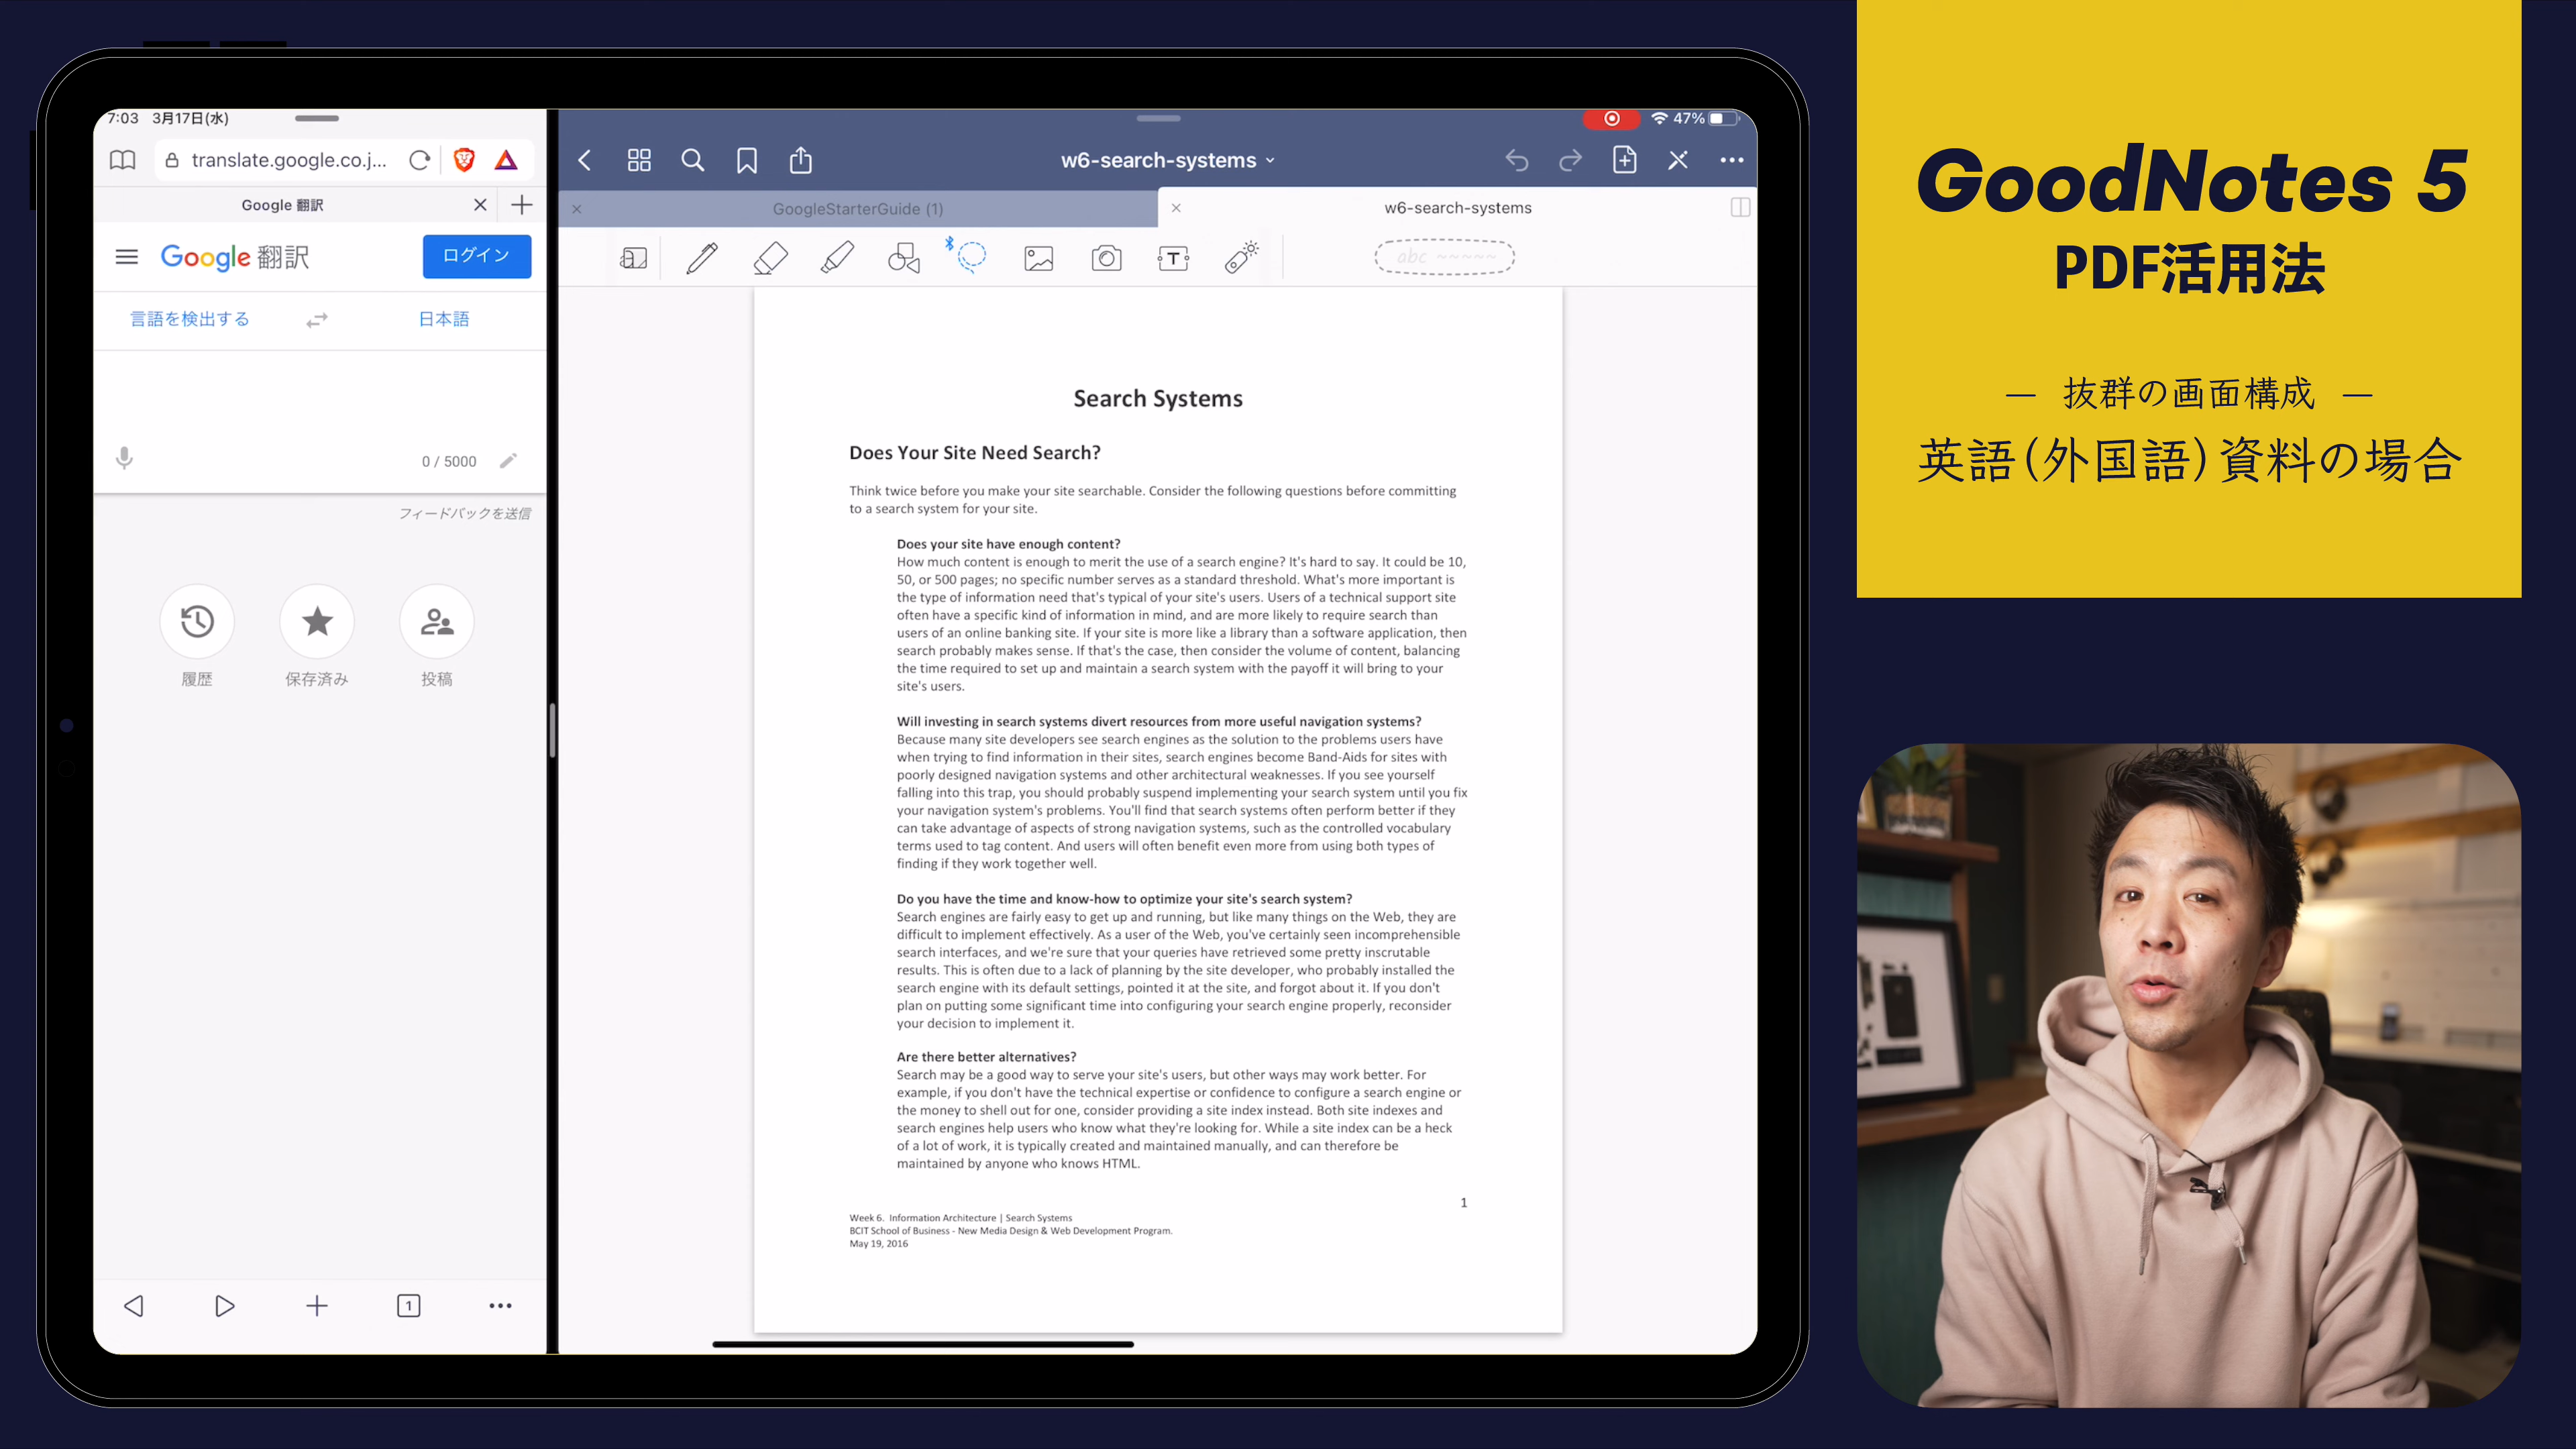 7:03 3月17日(水)
translate.google.co.j...
Google 翻訳
Google 翻訳
ログイン
言語を検出する
日本語
0 / 5000
フィードバックを送信
履歴
保存済み
投稿
1
47%
w6-search-systems
GoogleStarterGuide (1)
w6-search-systems
T
abc ~~~~~
Search Systems
Does Your Site Need Search?
Think twice before you make your site searchable. Consider the following questions before committing
to a search system for your site.
Does your site have enough content?
How much content is enough to merit the use of a search engine? It's hard to say. It could be 10,
50, or 500 pages; no specific number serves as a standard threshold. What's more important is
the type of information need that's typical of your site's users. Users of a technical support site
often have a specific kind of information in mind, and are more likely to require search than
users of an online banking site. If your site is more like a library than a software application, then
search probably makes sense. If that's the case, then consider the volume of content, balancing
the time required to set up and maintain a search system with the payoff it will bring to your
site's users.
Will investing in search systems divert resources from more useful navigation systems?
Because many site developers see search engines as the solution to the problems users have
when trying to find information in their sites, search engines become Band-Aids for sites with
poorly designed navigation systems and other architectural weaknesses. If you see yourself
falling into this trap, you should probably suspend implementing your search system until you fix
your navigation system's problems. You'll find that search systems often perform better if they
can take advantage of aspects of strong navigation systems, such as the controlled vocabulary
terms used to tag content. And users will often benefit even more from using both types of
finding if they work together well.
Do you have the time and know-how to optimize your site's search system?
Search engines are fairly easy to get up and running, but like many things on the Web, they are
difficult to implement effectively. As a user of the Web, you've certainly seen incomprehensible
search interfaces, and we're sure that your queries have retrieved some pretty inscrutable
results. This is often due to a lack of planning by the site developer, who probably installed the
search engine with its default settings, pointed it at the site, and forgot about it. If you don't
plan on putting some significant time into configuring your search engine properly, reconsider
your decision to implement it.
Are there better alternatives?
Search may be a good way to serve your site's users, but other ways may work better. For
example, if you don't have the technical expertise or confidence to configure a search engine or
the money to shell out for one, consider providing a site index instead. Both site indexes and
search engines help users who know what they're looking for. While a site index can be a heck
of a lot of work, it is typically created and maintained manually, and can therefore be
maintained by anyone who knows HTML.
1
Week 6. Information Architecture | Search Systems
BCIT School of Business - New Media Design & Web Development Program.
May 19, 2016
GoodNotes 5
PDF活用法
— 抜群の画面構成 —
英語(外国語)資料の場合